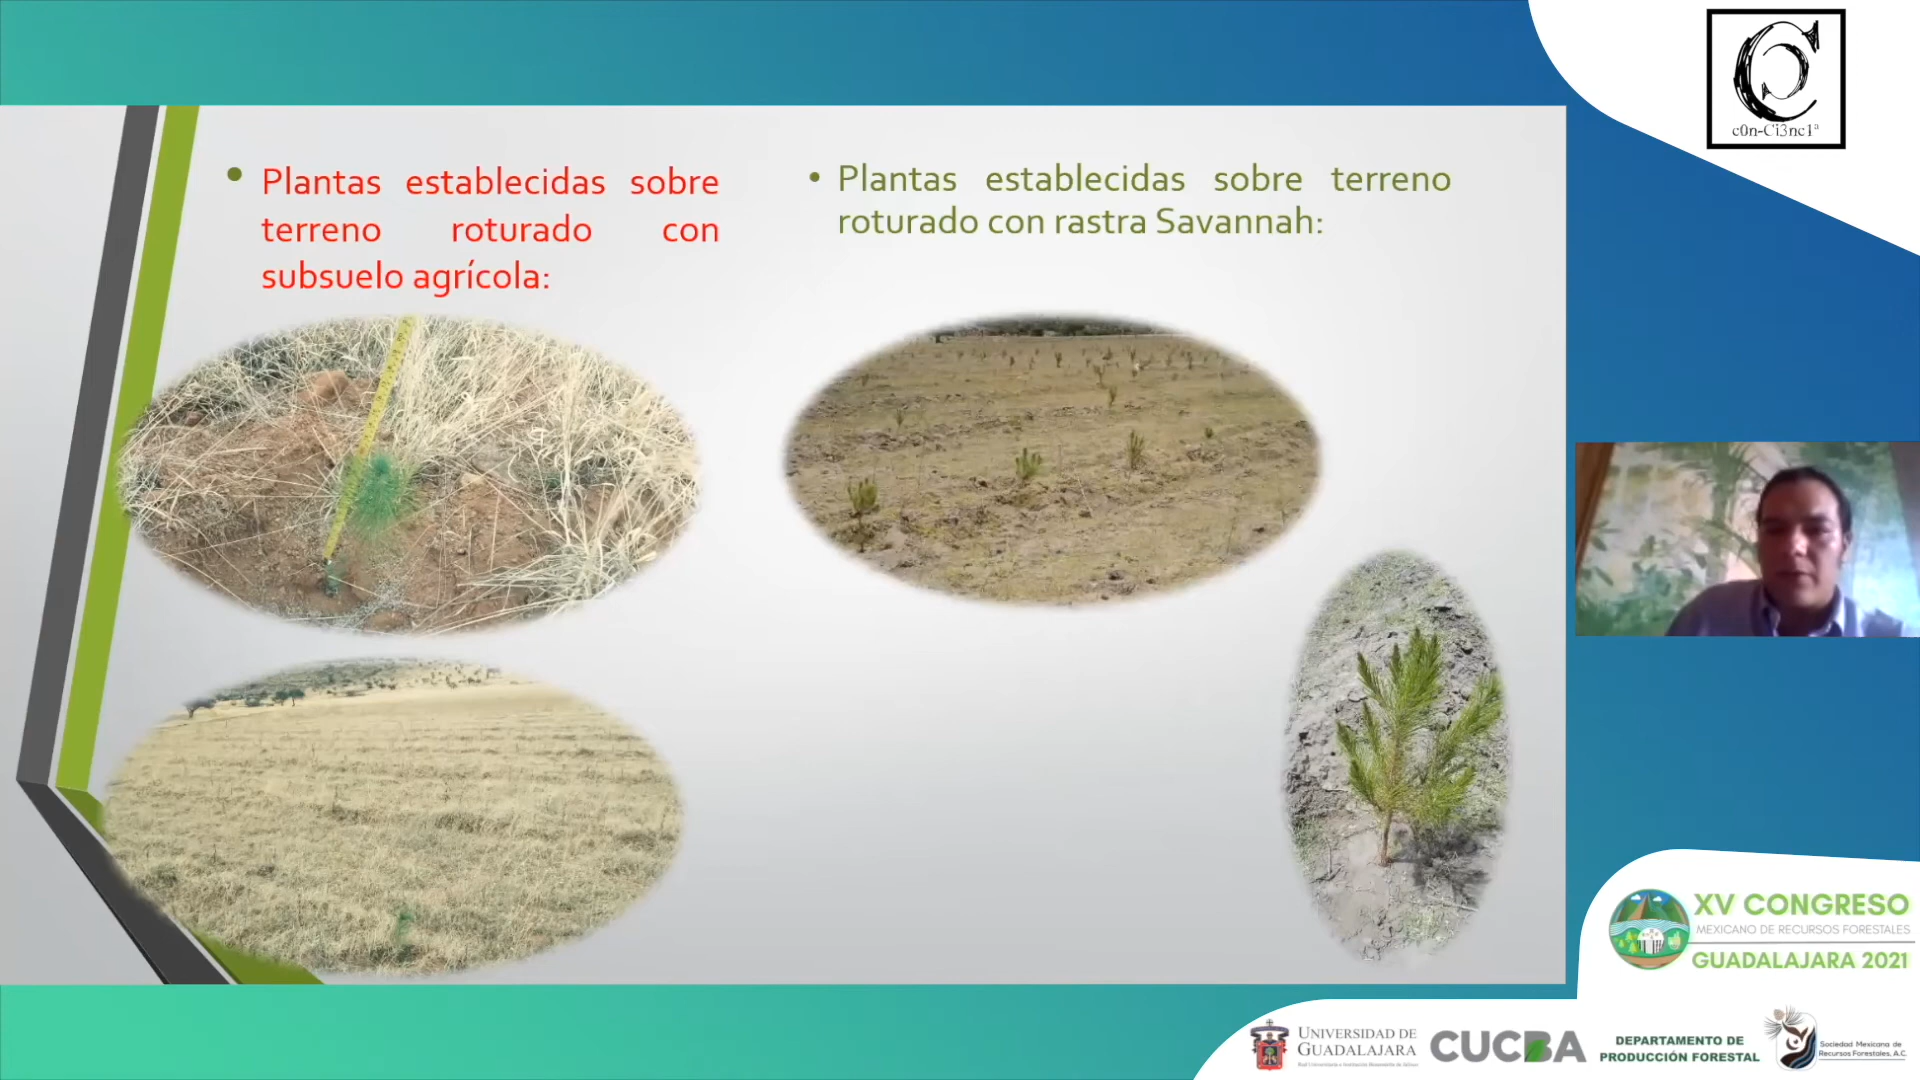 c0n-Ci3nc1ª
• Plantas establecidas sobre
terreno roturado con
subsuelo agrícola:
• Plantas establecidas sobre terreno
roturado con rastra Savannah:
XV CONGRESO
MEXICANO DE RECURSOS FORESTALES
GUADALAJARA 2021
UNIVERSIDAD DE
GUADALAJARA
CUCBA
DEPARTAMENTO DE
PRODUCCIÓN FORESTAL
Sociedad Mexicana de
Recursos Forestales, A.C.